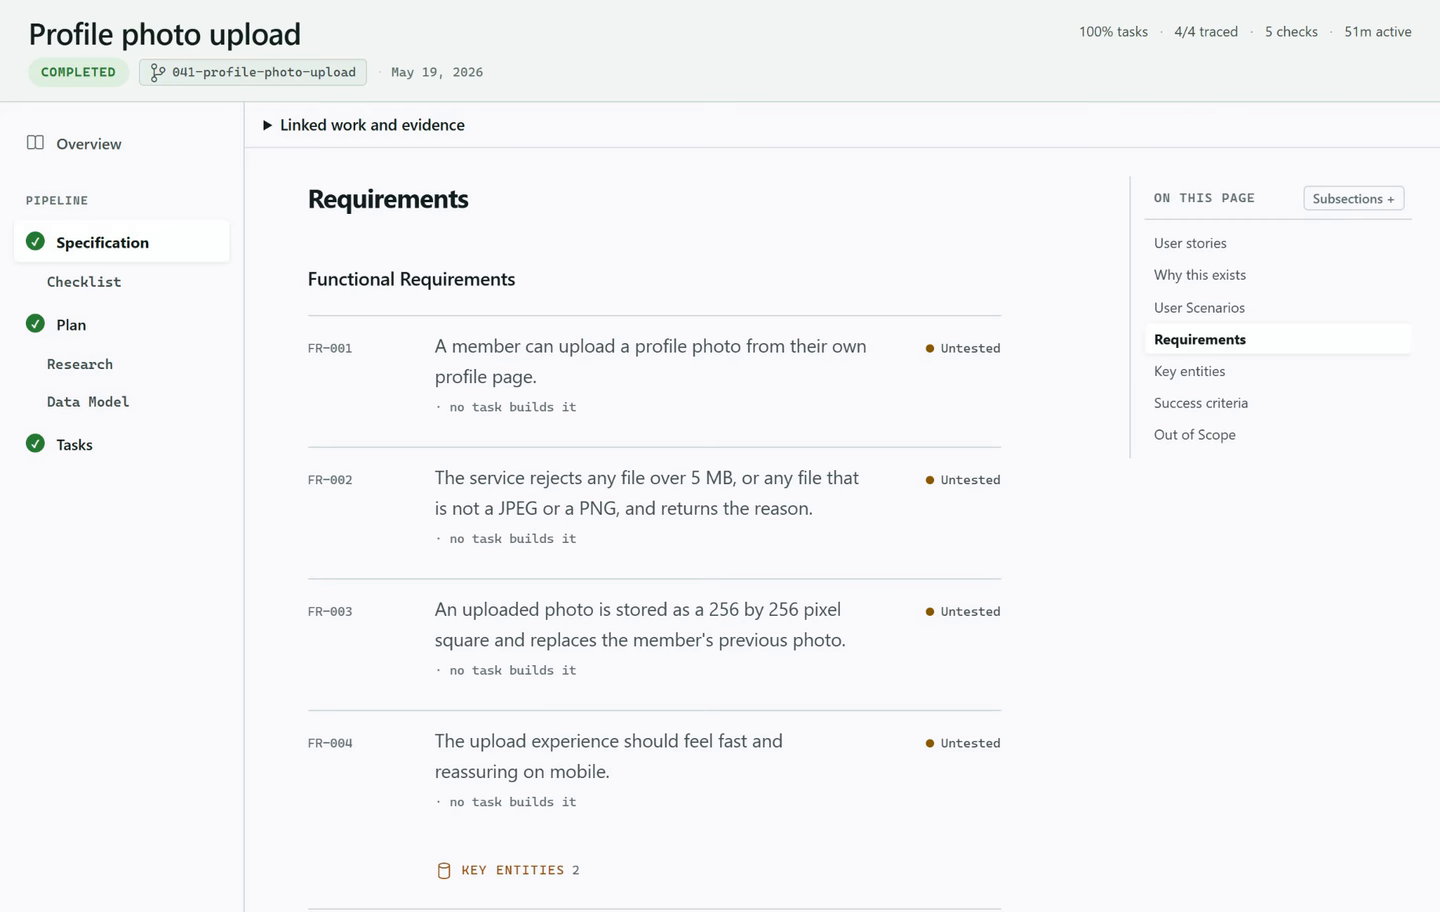 Profile photo upload
100% tasks · 4/4 traced · 5 checks · 51m active
COMPLETED 041-profile-photo-upload · May 19, 2026
Overview
PIPELINE
Specification
Checklist
Plan
Research
Data Model
Tasks
Linked work and evidence
Requirements
Functional Requirements
FR-001
A member can upload a profile photo from their own
profile page.
· no task builds it
Untested
FR-002
The service rejects any file over 5 MB, or any file that
is not a JPEG or a PNG, and returns the reason.
· no task builds it
Untested
FR-003
An uploaded photo is stored as a 256 by 256 pixel
square and replaces the member's previous photo.
· no task builds it
Untested
FR-004
The upload experience should feel fast and
reassuring on mobile.
· no task builds it
Untested
KEY ENTITIES 2
ON THIS PAGE
Subsections +
User stories
Why this exists
User Scenarios
Requirements
Key entities
Success criteria
Out of Scope